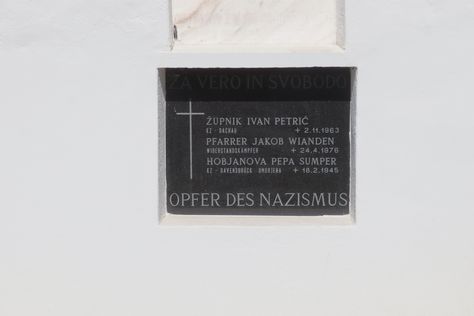 ZA VERO IN SVOBODO
ŽUPNIK IVAN PETRIČ
KZ - DACHAU + 2.11.1963
PFARRER JAKOB WIANDEN
WIDERSTANDSKÄMPFER + 24.4.1976
HOBJANOVA PEPA SUMPER
KZ - RAVENSBRÜCK UMORJENA + 18.2.1945
OPFER DES NAZISMUS